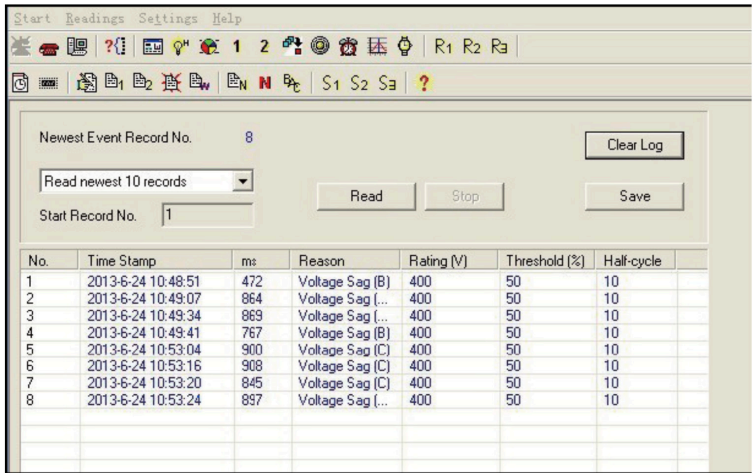 Start Readings Settings Help
?{} 1 2 R1 R2 R3
1 2 W N N S1 S2 S3 ?
Newest Event Record No. 8 Clear Log
Read newest 10 records
Read Stop Save
Start Record No. 1
No. Time Stamp ms Reason Rating (V) Threshold (%) Half-cycle
1 2013-6-24 10:48:51 472 Voltage Sag (B) 400 50 10
2 2013-6-24 10:49:07 864 Voltage Sag (... 400 50 10
3 2013-6-24 10:49:34 869 Voltage Sag (... 400 50 10
4 2013-6-24 10:49:41 767 Voltage Sag (B) 400 50 10
5 2013-6-24 10:53:04 900 Voltage Sag (C) 400 50 10
6 2013-6-24 10:53:16 908 Voltage Sag (C) 400 50 10
7 2013-6-24 10:53:20 845 Voltage Sag (C) 400 50 10
8 2013-6-24 10:53:24 897 Voltage Sag (... 400 50 10